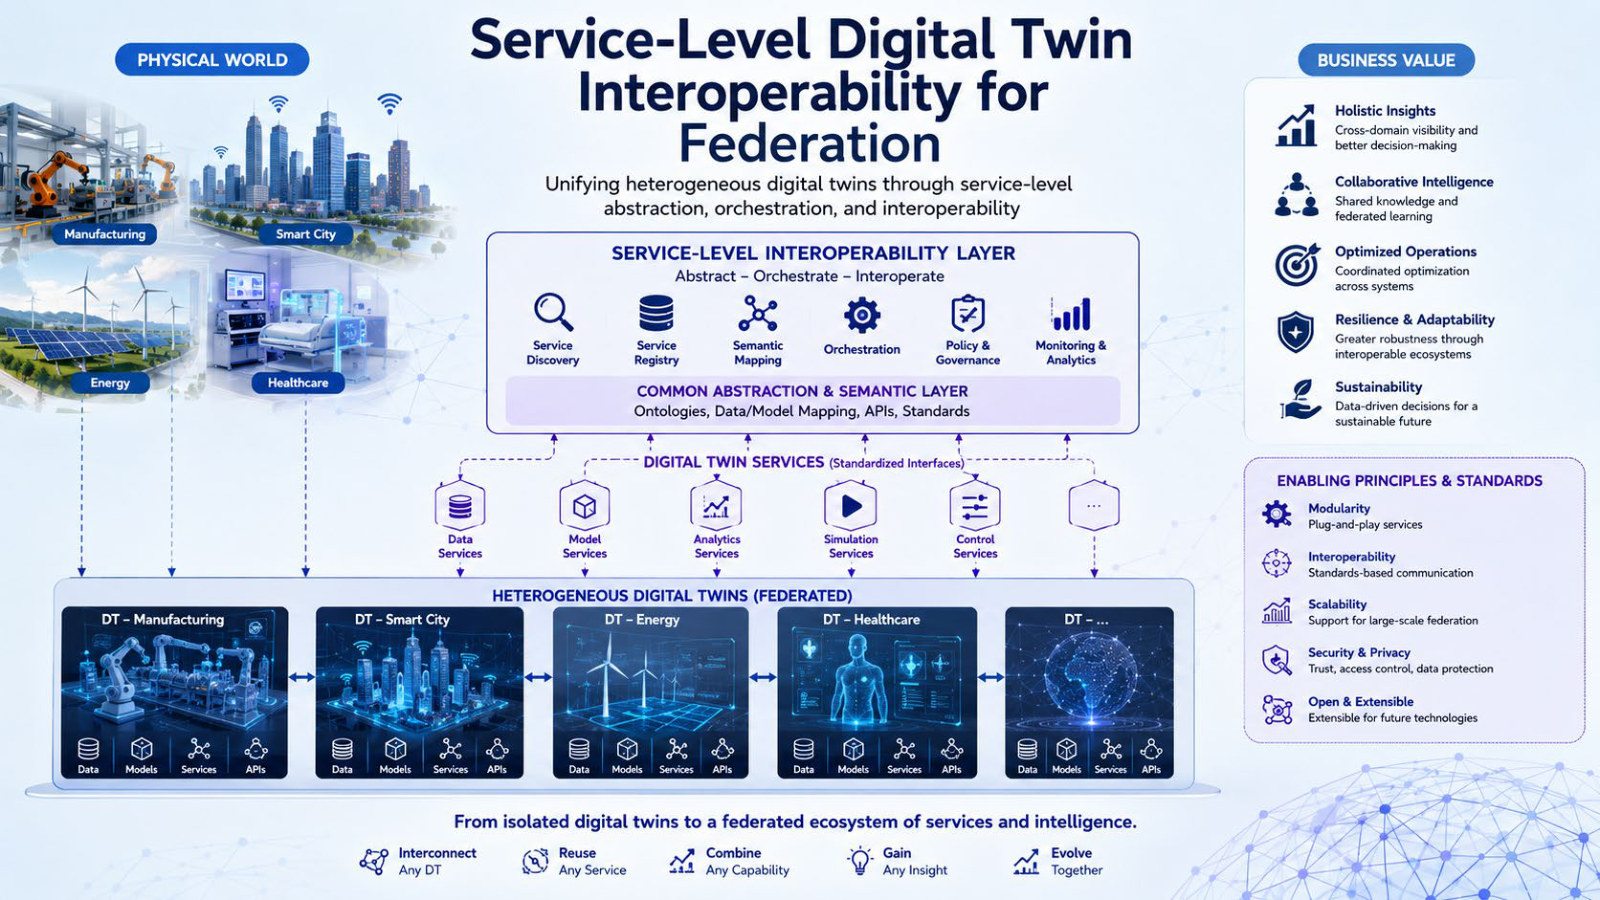 PHYSICAL WORLD
Manufacturing
Smart City
Energy
Healthcare
Service-Level Digital Twin
Interoperability for
Federation
Unifying heterogeneous digital twins through service-level
abstraction, orchestration, and interoperability
SERVICE-LEVEL INTEROPERABILITY LAYER
Abstract – Orchestrate – Interoperate
Service
Discovery
Service
Registry
Semantic
Mapping
Orchestration
Policy &
Governance
Monitoring &
Analytics
COMMON ABSTRACTION & SEMANTIC LAYER
Ontologies, Data/Model Mapping, APIs, Standards
DIGITAL TWIN SERVICES (Standardized Interfaces)
Data
Services
Model
Services
Analytics
Services
Simulation
Services
Control
Services
...
HETEROGENEOUS DIGITAL TWINS (FEDERATED)
DT – Manufacturing
Data
Models
Services
APIs
DT – Smart City
Data
Models
Services
APIs
DT – Energy
Data
Models
Services
APIs
DT – Healthcare
Data
Models
Services
APIs
DT – ...
Data
Models
Services
APIs
BUSINESS VALUE
Holistic Insights
Cross-domain visibility and
better decision-making
Collaborative Intelligence
Shared knowledge and
federated learning
Optimized Operations
Coordinated optimization
across systems
Resilience & Adaptability
Greater robustness through
interoperable ecosystems
Sustainability
Data-driven decisions for a
sustainable future
ENABLING PRINCIPLES & STANDARDS
Modularity
Plug-and-play services
Interoperability
Standards-based communication
Scalability
Support for large-scale federation
Security & Privacy
Trust, access control, data protection
Open & Extensible
Extensible for future technologies
From isolated digital twins to a federated ecosystem of services and intelligence.
Interconnect
Any DT
Reuse
Any Service
Combine
Any Capability
Gain
Any Insight
Evolve
Together